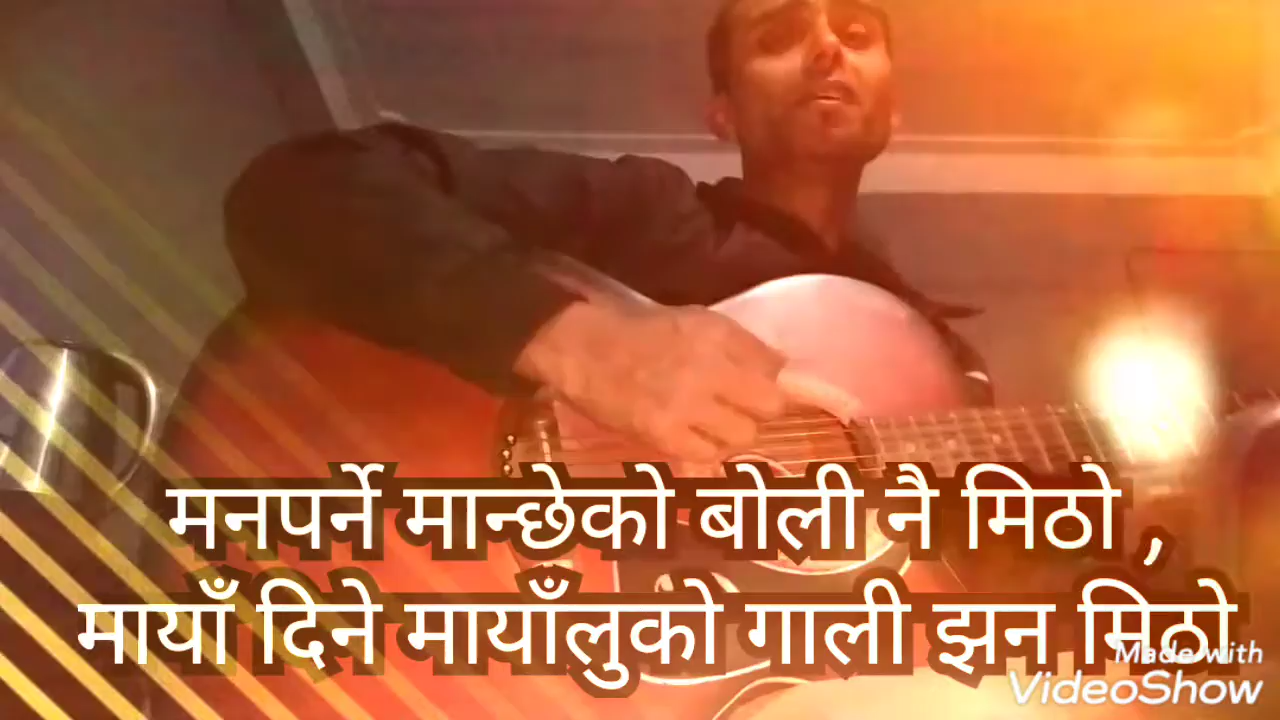 मनपर्ने मान्छेको बोली नै मिठो ,
मायाँ दिने मायाँलुको गाली झन मिठो
Made with
VideoShow